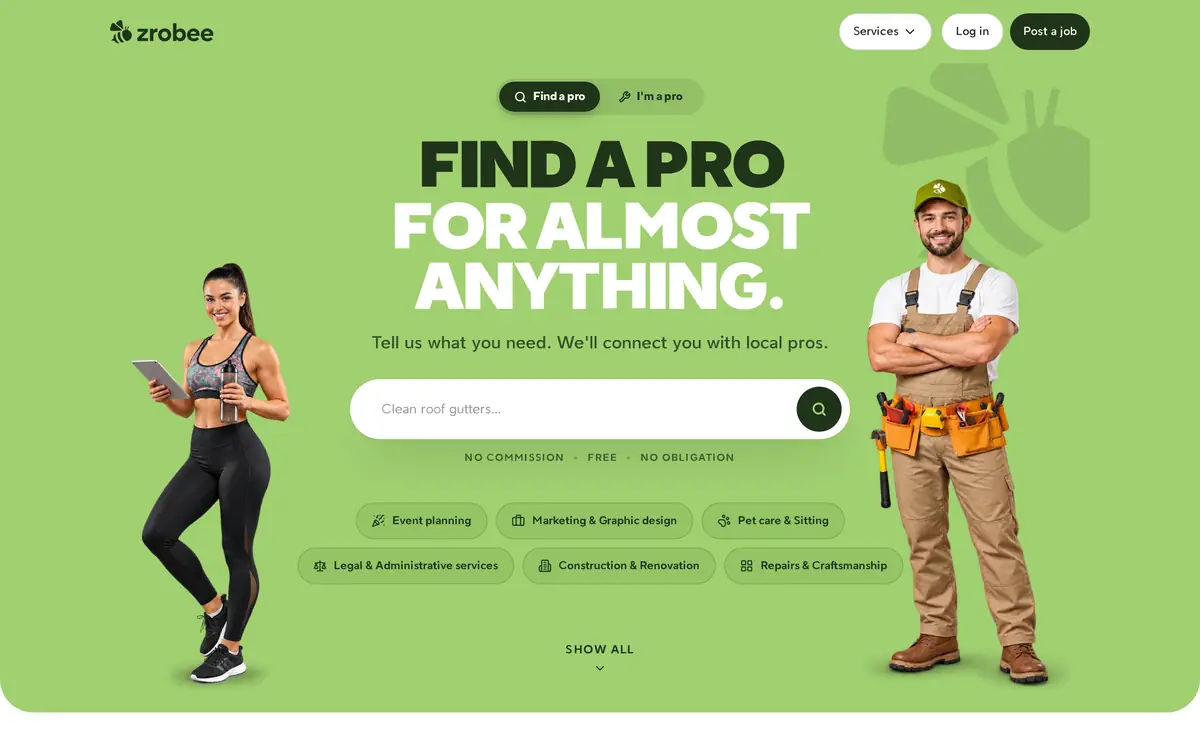 zrobee
Services
Log in
Post a job
Find a pro
I'm a pro
FIND A PRO
FOR ALMOST
ANYTHING.
Tell us what you need. We'll connect you with local pros.
Clean roof gutters...
NO COMMISSION • FREE • NO OBLIGATION
Event planning
Marketing & Graphic design
Pet care & Sitting
Legal & Administrative services
Construction & Renovation
Repairs & Craftsmanship
SHOW ALL